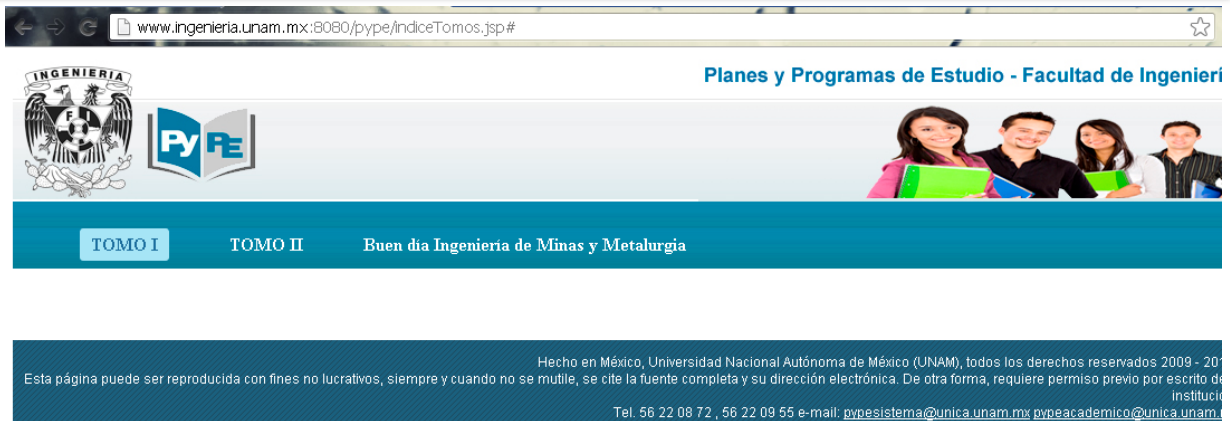 www.ingenieria.unam.mx:8080/pype/indiceTomos.jsp#
INGENIERIA
Planes y Programas de Estudio - Facultad de Ingenierí
FI
Py PE
TOMO I TOMO II Buen día Ingeniería de Minas y Metalurgia
Hecho en México, Universidad Nacional Autónoma de México (UNAM), todos los derechos reservados 2009 - 201
Esta página puede ser reproducida con fines no lucrativos, siempre y cuando no se mutile, se cite la fuente completa y su dirección electrónica. De otra forma, requiere permiso previo por escrito de
institució
Tel. 56 22 08 72 , 56 22 09 55 e-mail: pypesistema@unica.unam.mx pypeacademico@unica.unam.